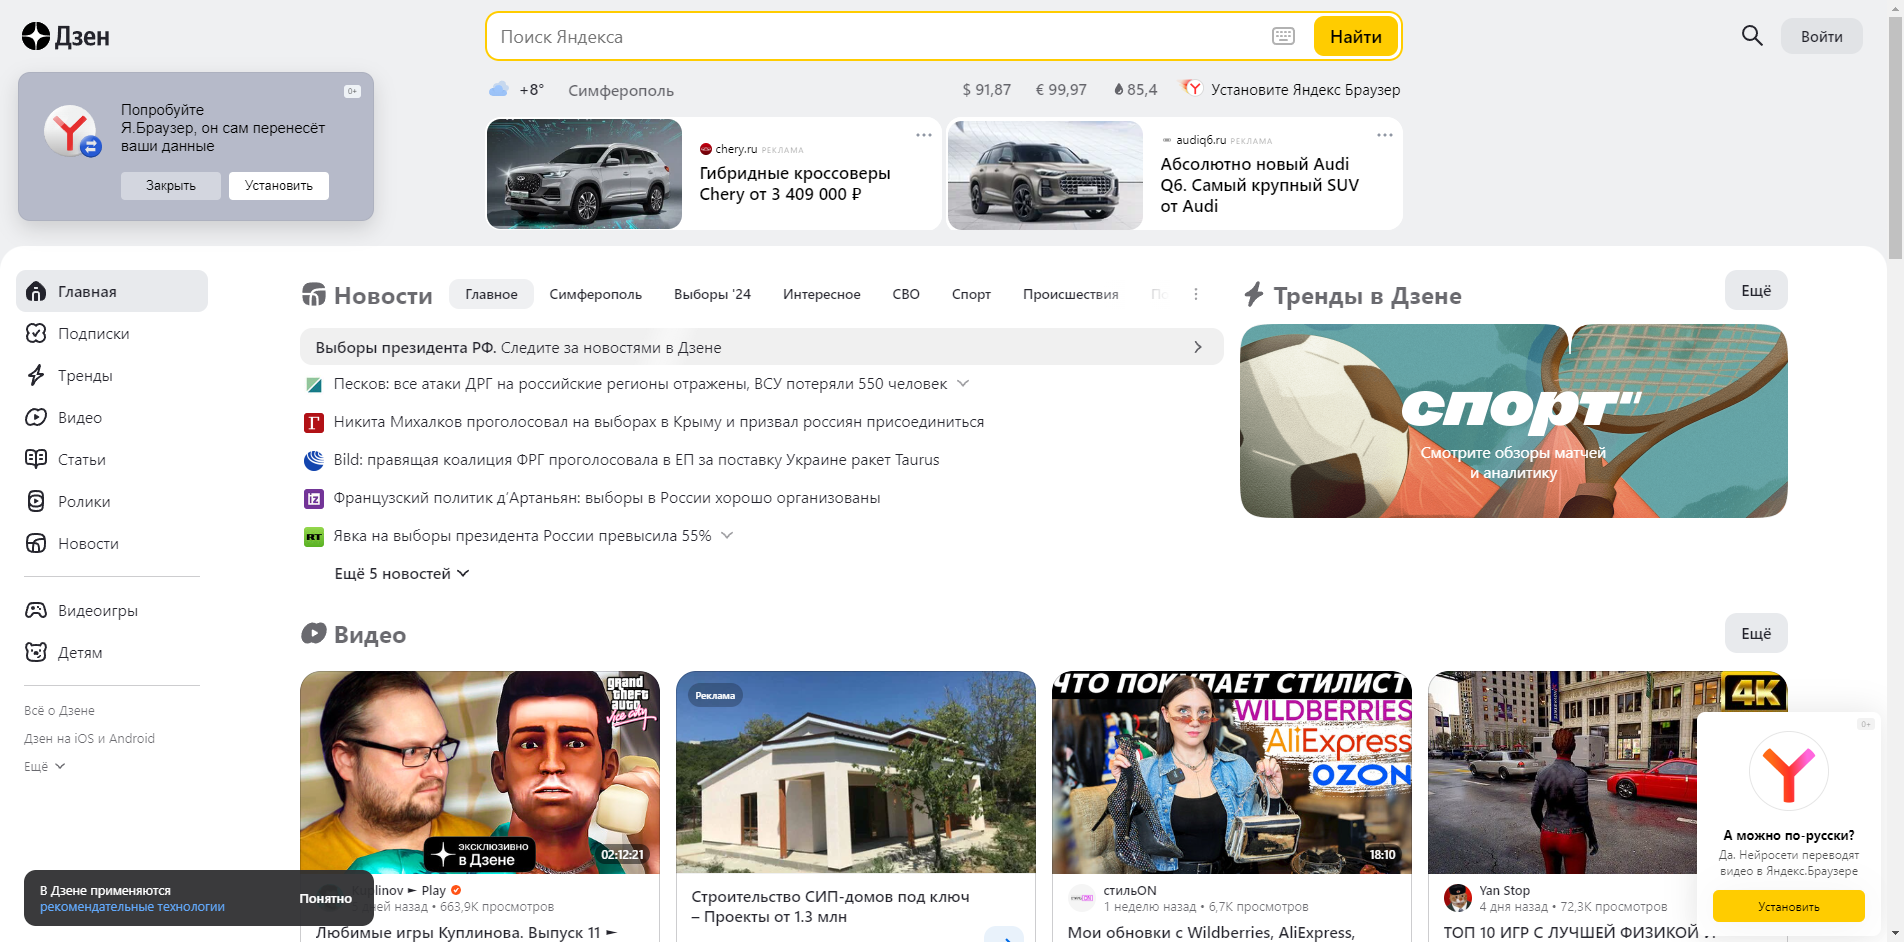 Дзен
Поиск Яндекса
Найти
Войти
+8°
Симферополь
$ 91,87
€ 99,97
85,4
Установите Яндекс Браузер
0+
Попробуйте
Я.Браузер, он сам перенесёт
ваши данные
Закрыть
Установить
chery.ru РЕКЛАМА
Гибридные кроссоверы
Chery от 3 409 000 ₽
audiq6.ru РЕКЛАМА
Абсолютно новый Audi
Q6. Самый крупный SUV
от Audi
Главная
Подписки
Тренды
Видео
Статьи
Ролики
Новости
Видеоигры
Детям
Всё о Дзене
Дзен на iOS и Android
Ещё
Новости
Главное
Симферополь
Выборы '24
Интересное
СВО
Спорт
Происшествия
Выборы президента РФ. Следите за новостями в Дзене
Песков: все атаки ДРГ на российские регионы отражены, ВСУ потеряли 550 человек
Г Никита Михалков проголосовал на выборах в Крыму и призвал россиян присоединиться
Bild: правящая коалиция ФРГ проголосовала в ЕП за поставку Украине ракет Taurus
iz Французский политик д’Артаньян: выборы в России хорошо организованы
RT Явка на выборы президента России превысила 55%
Ещё 5 новостей
Тренды в Дзене
Ещё
спорт"
Смотрите обзоры матчей
и аналитику
Видео
Ещё
grand
theft
auto
vice city
эксклюзивно
в Дзене
02:12:21
Kuplinov ► Play
дней назад • 663,9K просмотров
Любимые игры Куплинова. Выпуск 11 ►
Реклама
Строительство СИП-домов под ключ
– Проекты от 1.3 млн
ЧТО ПОКУПАЕТ СТИЛИСТ
WILDBERRIES
AliExpress
OZON
18:10
стильON
1 неделю назад • 6,7K просмотров
Мои обновки с Wildberries, AliExpress,
4K
Yan Stop
4 дня назад • 72,3K просмотров
ТОП 10 ИГР С ЛУЧШЕЙ ФИЗИКОЙ И
0+
А можно по-русски?
Да. Нейросети переводят
видео в Яндекс.Браузере
Установить
В Дзене применяются
рекомендательные технологии
Понятно